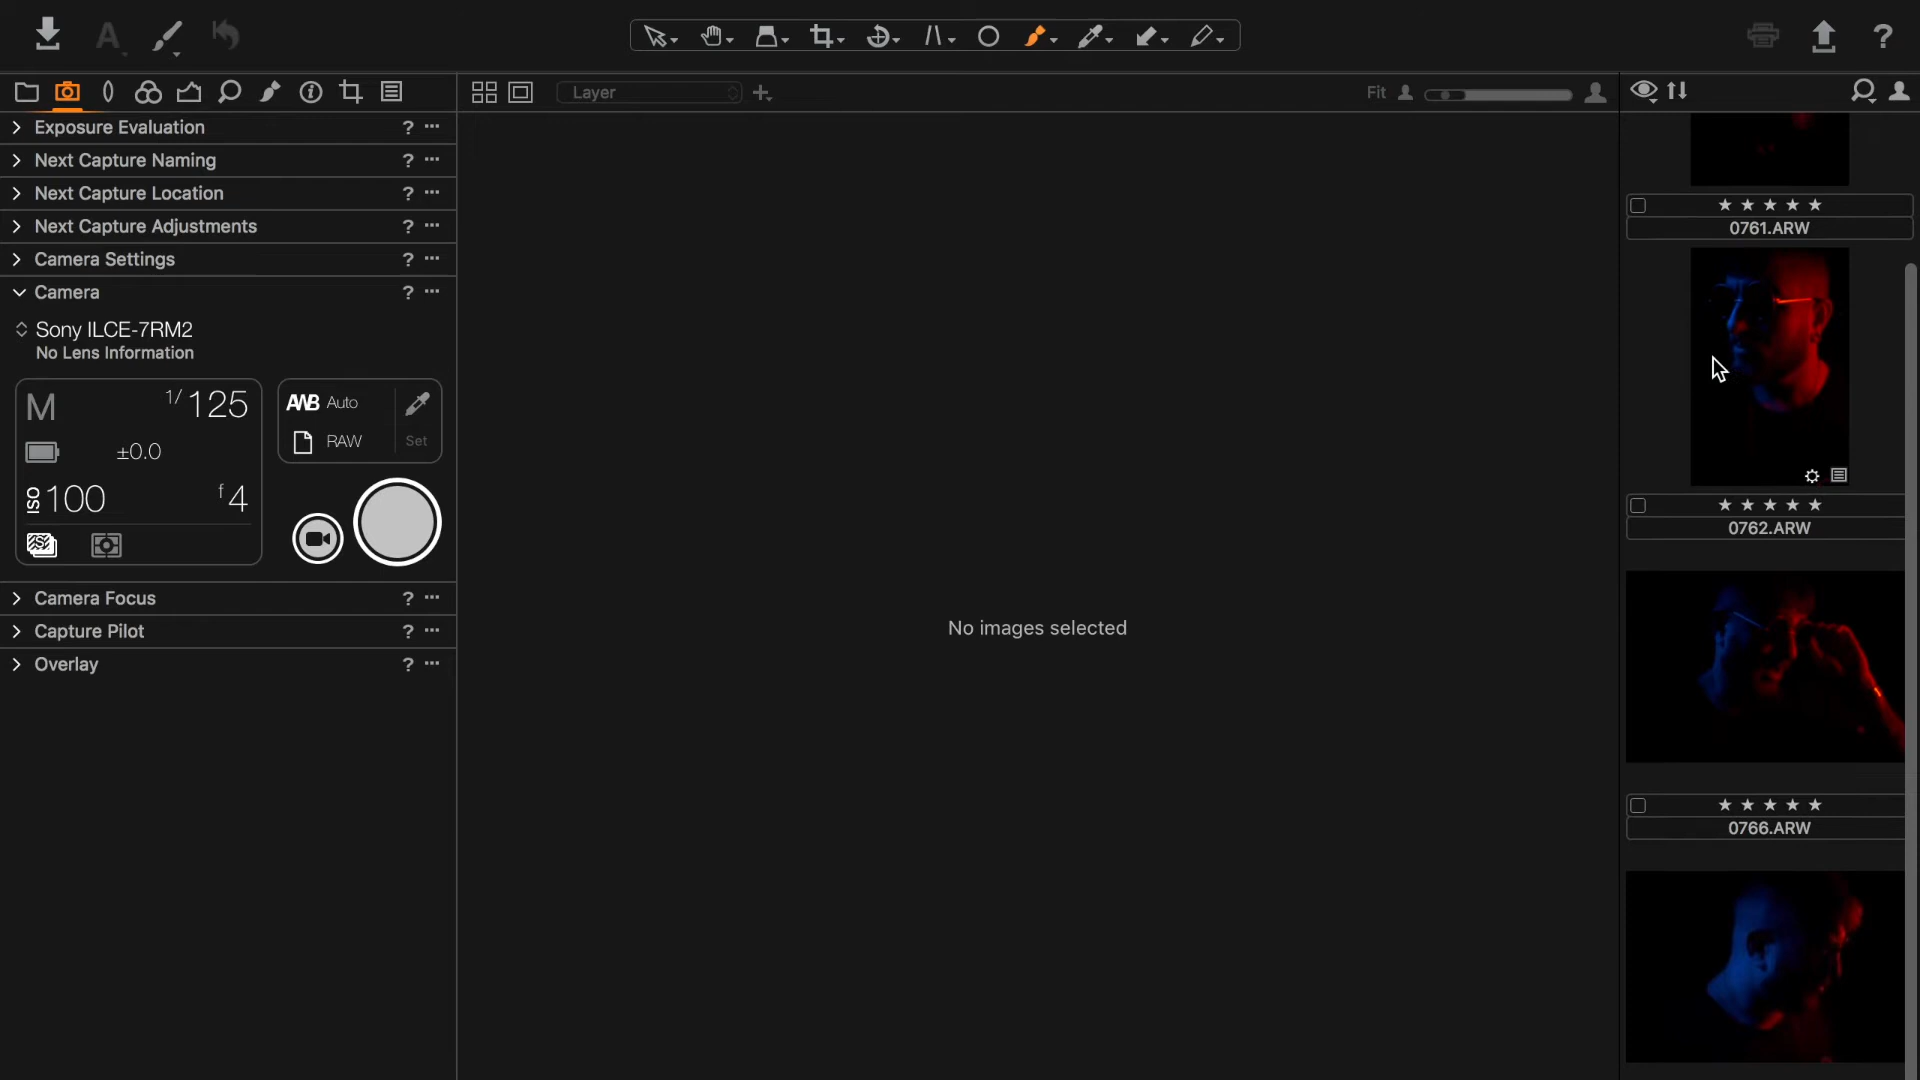 Layer
Fit
Exposure Evaluation ? ...
Next Capture Naming ? ...
Next Capture Location ? ...
Next Capture Adjustments ? ...
Camera Settings ? ...
Camera ? ...
Sony ILCE-7RM2
No Lens Information
M 1/125
±0.0
ISO 100 f 4
AWB Auto
RAW Set
Camera Focus ? ...
Capture Pilot ? ...
Overlay ? ...
No images selected
0761.ARW
0762.ARW
0766.ARW